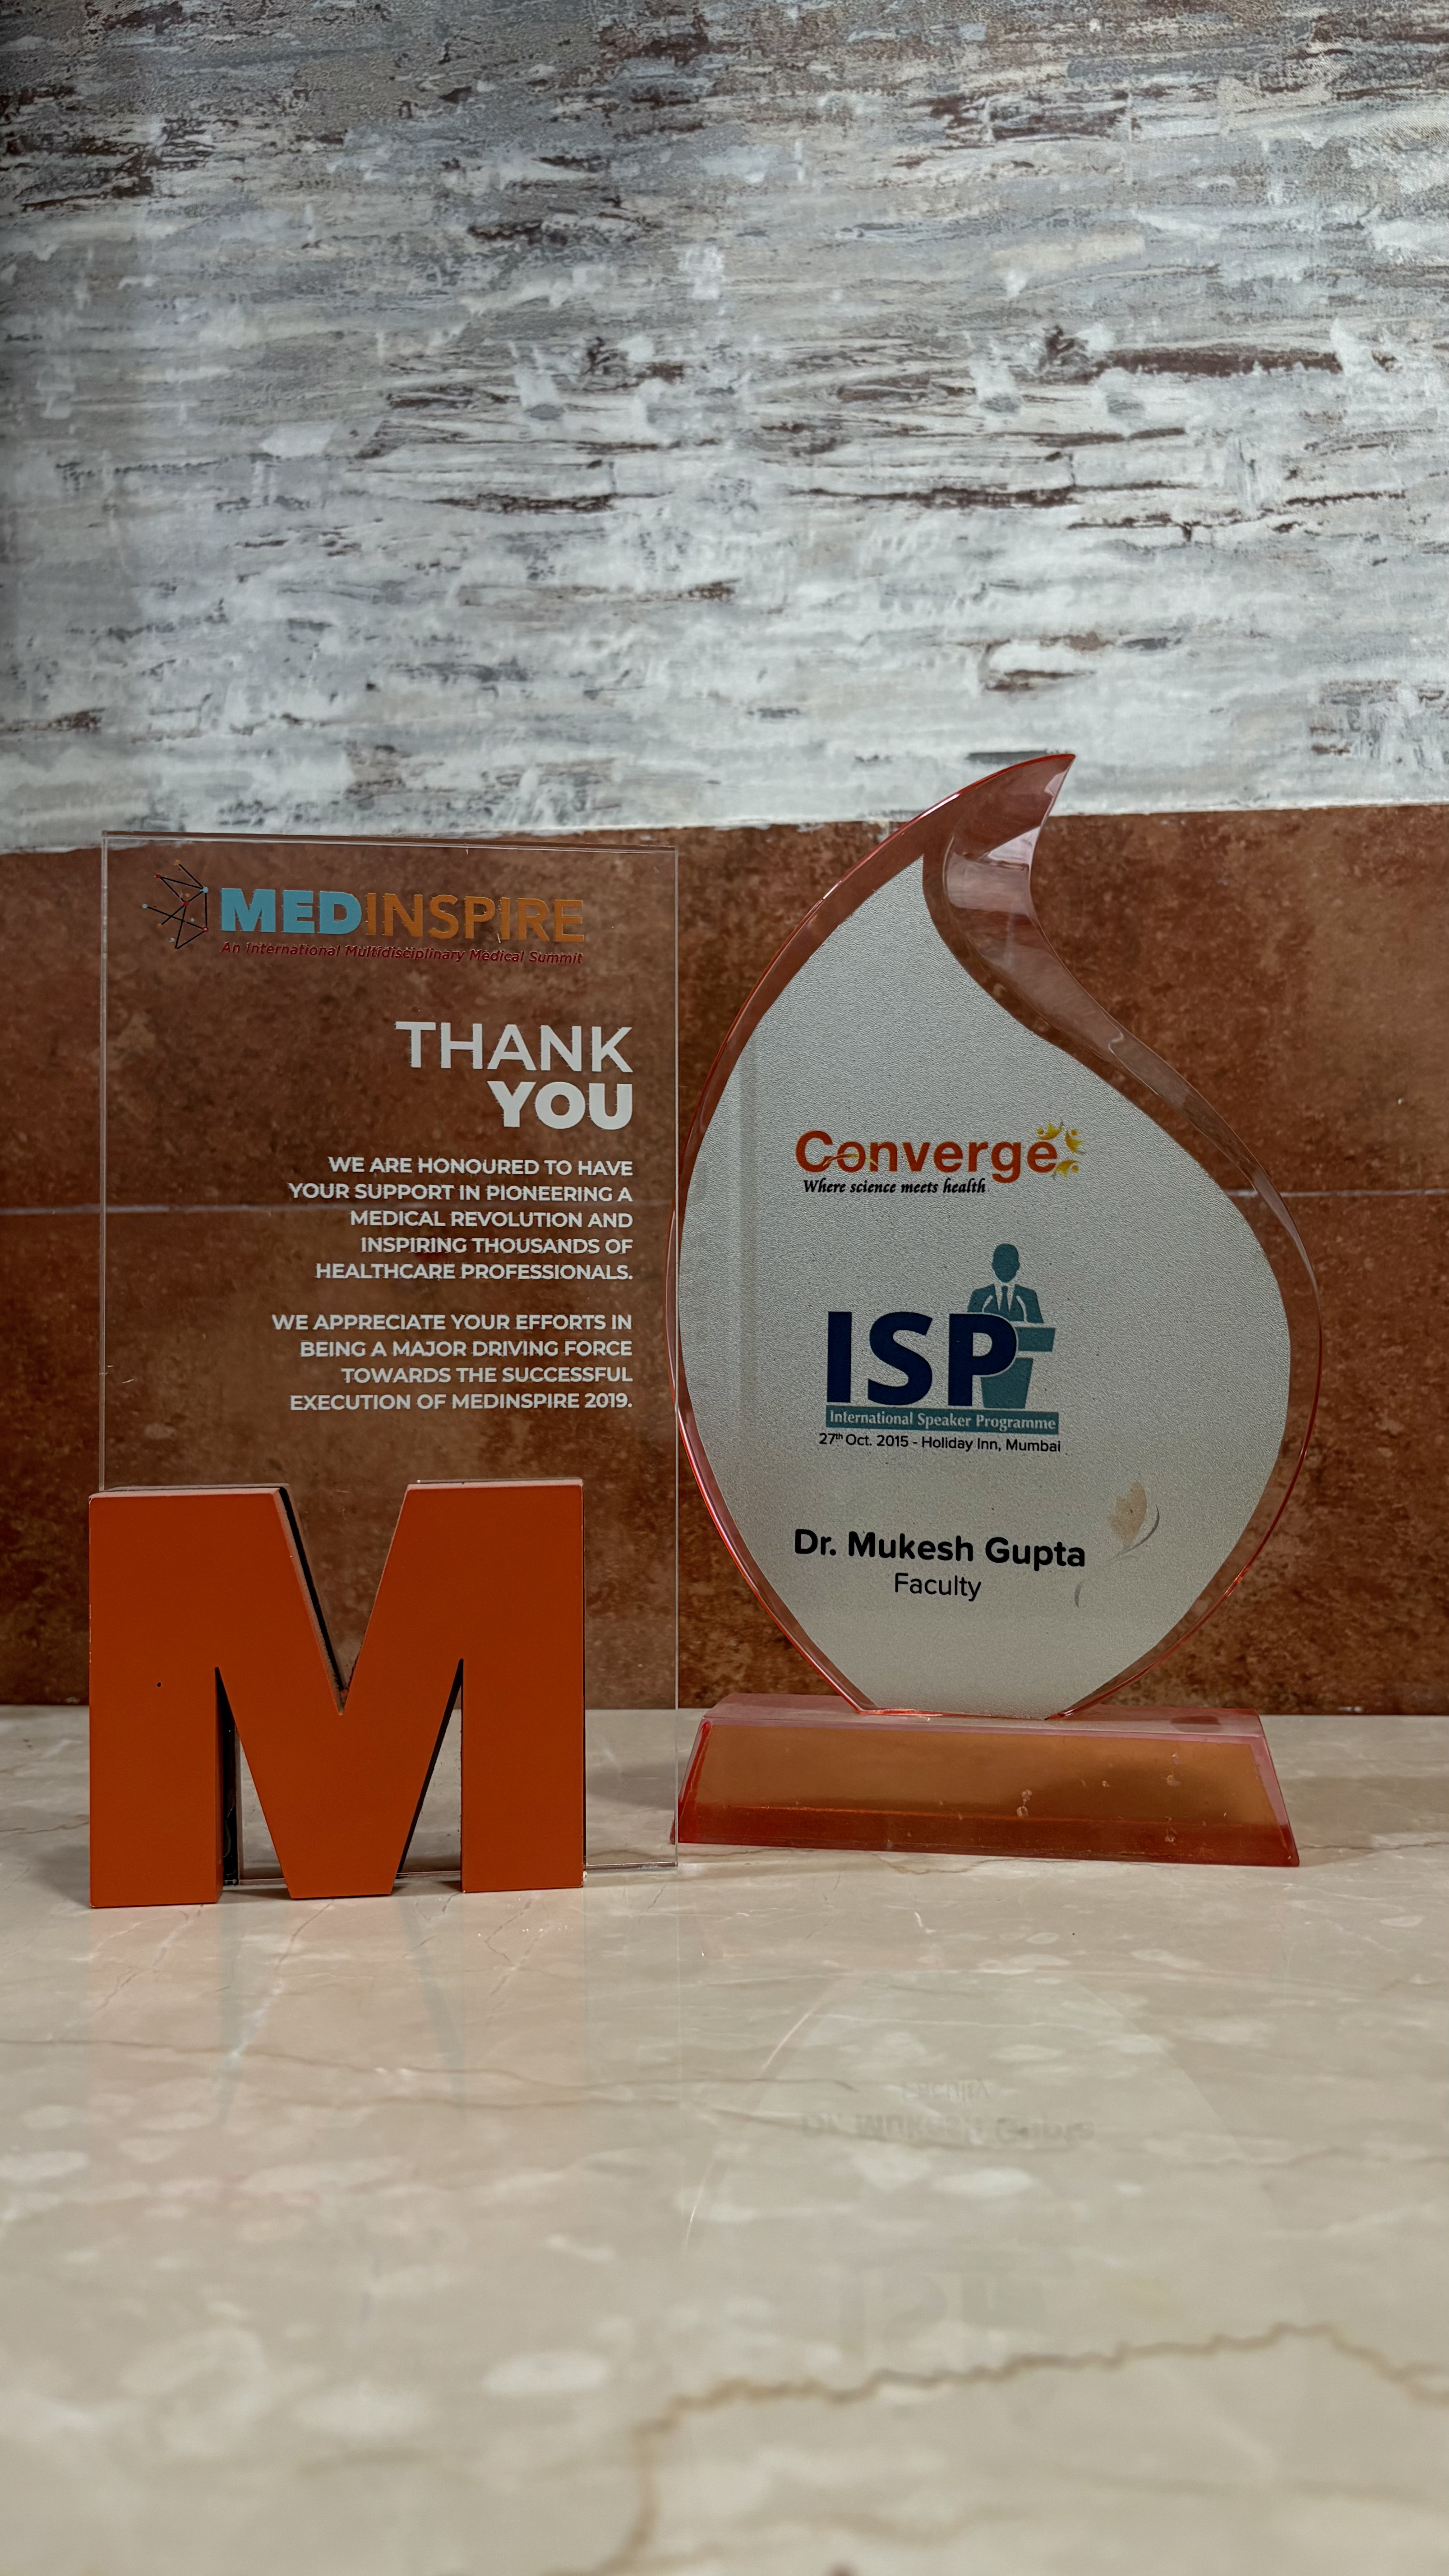 MEDINSPIRE
An International Multidisciplinary Medical Summit
THANK
YOU
WE ARE HONOURED TO HAVE
YOUR SUPPORT IN PIONEERING A
MEDICAL REVOLUTION AND
INSPIRING THOUSANDS OF
HEALTHCARE PROFESSIONALS.
WE APPRECIATE YOUR EFFORTS IN
BEING A MAJOR DRIVING FORCE
TOWARDS THE SUCCESSFUL
EXECUTION OF MEDINSPIRE 2019.
M
Converge
Where science meets health
ISP
International Speaker Programme
27th Oct. 2015 - Holiday Inn, Mumbai
Dr. Mukesh Gupta
Faculty